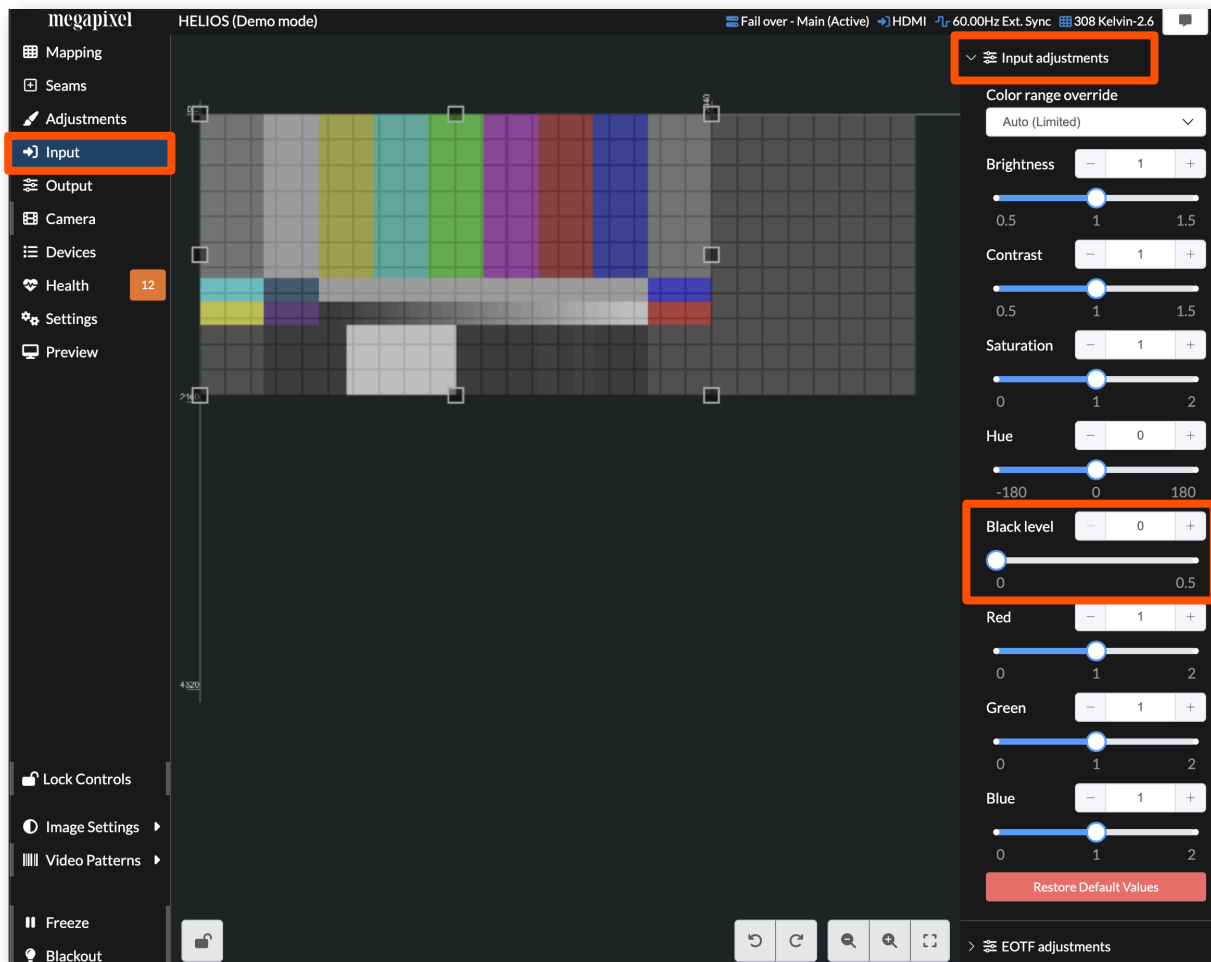 megapixel HELIOS (Demo mode) Fail over - Main (Active) HDMI 60.00Hz Ext. Sync 308 Kelvin-2.6
Mapping
Seams
Adjustments
Input
Output
Camera
Devices
Health 12
Settings
Preview
Lock Controls
Image Settings
Video Patterns
Freeze
Blackout
2160
4320
Input adjustments
Color range override
Auto (Limited)
Brightness - 1 +
0.5 1 1.5
Contrast - 1 +
0.5 1 1.5
Saturation - 1 +
0 1 2
Hue - 0 +
-180 0 180
Black level - 0 +
0 0.5
Red - 1 +
0 1 2
Green - 1 +
0 1 2
Blue - 1 +
0 1 2
Restore Default Values
EOTF adjustments